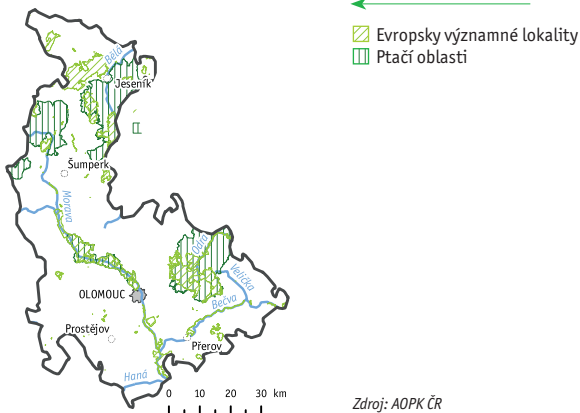 Evropsky významné lokality
Ptačí oblasti
Bělá
Jeseník
Šumperk
Morava
Odra
Velička
OLOMOUC
Bečva
Prostějov
Přerov
Haná
0 10 20 30 km
Zdroj: AOPK ČR